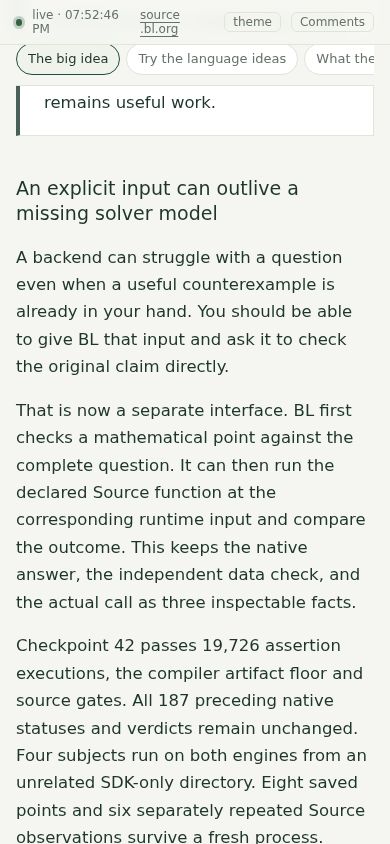 live · 07:52:46 PM
source .bl.org
theme
Comments
The big idea
Try the language ideas
What the
remains useful work.
An explicit input can outlive a
missing solver model
A backend can struggle with a question
even when a useful counterexample is
already in your hand. You should be able
to give BL that input and ask it to check
the original claim directly.
That is now a separate interface. BL first
checks a mathematical point against the
complete question. It can then run the
declared Source function at the
corresponding runtime input and compare
the outcome. This keeps the native
answer, the independent data check, and
the actual call as three inspectable facts.
Checkpoint 42 passes 19,726 assertion
executions, the compiler artifact floor and
source gates. All 187 preceding native
statuses and verdicts remain unchanged.
Four subjects run on both engines from an
unrelated SDK-only directory. Eight saved
points and six separately repeated Source
observations survive a fresh process.